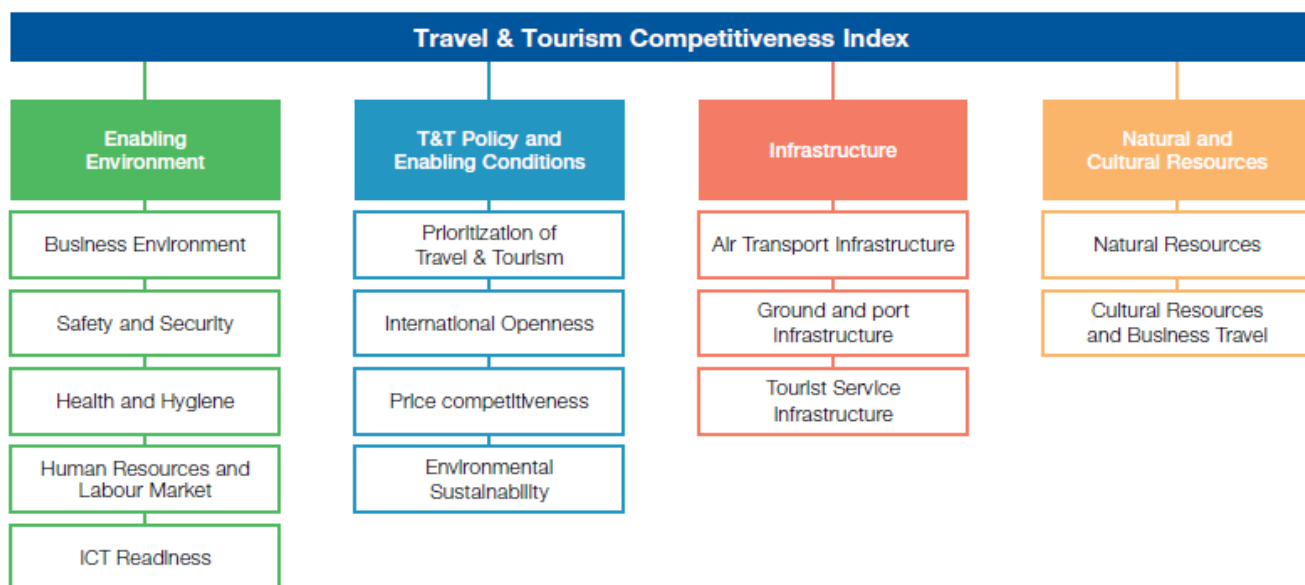 Travel & Tourism Competitiveness Index
Enabling
Environment
Business Environment
Safety and Security
Health and Hygiene
Human Resources and
Labour Market
ICT Readiness
T&T Policy and
Enabling Conditions
Prioritization of
Travel & Tourism
International Openness
Price competitiveness
Environmental
Sustainability
Infrastructure
Air Transport Infrastructure
Ground and port
Infrastructure
Tourist Service
Infrastructure
Natural and
Cultural Resources
Natural Resources
Cultural Resources
and Business Travel